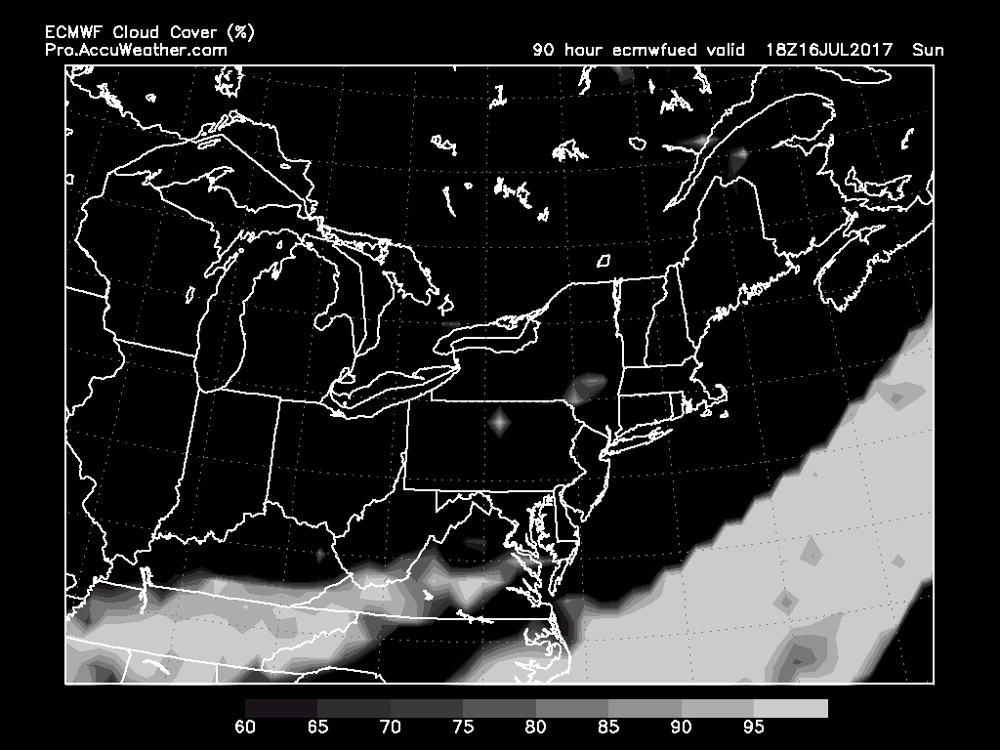 ECMWF Cloud Cover (%)
Pro.AccuWeather.com
90 hour ecmwfued valid 18Z16JUL2017 Sun
60 65 70 75 80 85 90 95